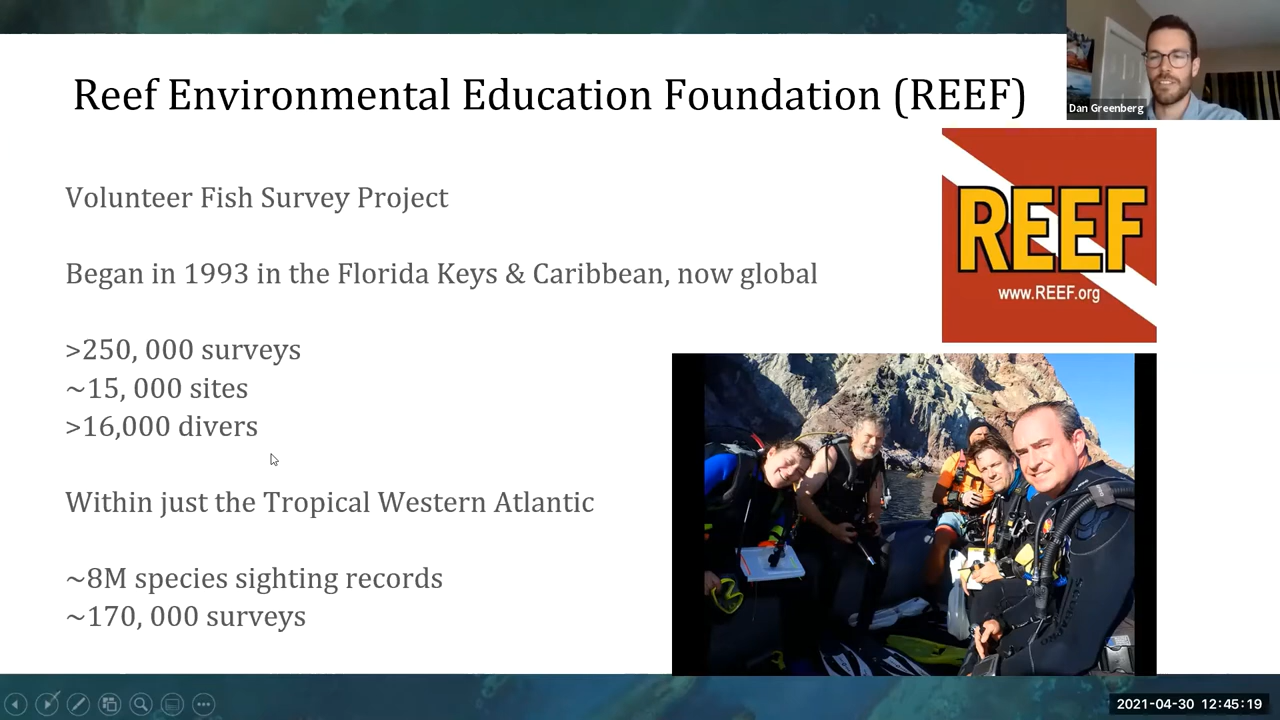 Reef Environmental Education Foundation (REEF)
Dan Greenberg
Volunteer Fish Survey Project
Began in 1993 in the Florida Keys & Caribbean, now global
>250, 000 surveys
~15, 000 sites
>16,000 divers
Within just the Tropical Western Atlantic
~8M species sighting records
~170, 000 surveys
REEF
www.REEF.org
2021-04-30 12:45:19